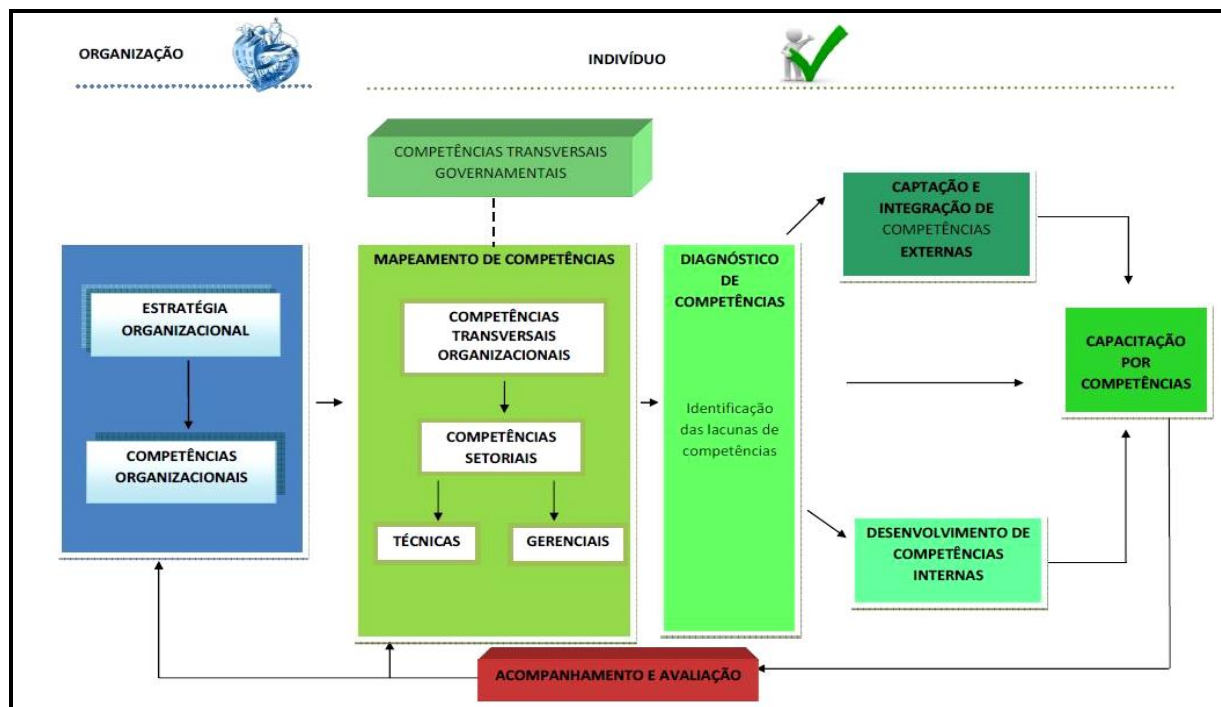 ORGANIZAÇÃO
INDIVÍDUO
COMPETÊNCIAS TRANSVERSAIS
GOVERNAMENTAIS
ESTRATÉGIA
ORGANIZACIONAL
COMPETÊNCIAS
ORGANIZACIONAIS
MAPEAMENTO DE COMPETÊNCIAS
COMPETÊNCIAS
TRANSVERSAIS
ORGANIZACIONAIS
COMPETÊNCIAS
SETORIAIS
TÉCNICAS
GERENCIAIS
DIAGNÓSTICO
DE
COMPETÊNCIAS
Identificação
das lacunas de
competências
CAPTAÇÃO E
INTEGRAÇÃO DE
COMPETÊNCIAS
EXTERNAS
DESENVOLVIMENTO DE
COMPETÊNCIAS
INTERNAS
CAPACITAÇÃO
POR
COMPETÊNCIAS
ACOMPANHAMENTO E AVALIAÇÃO